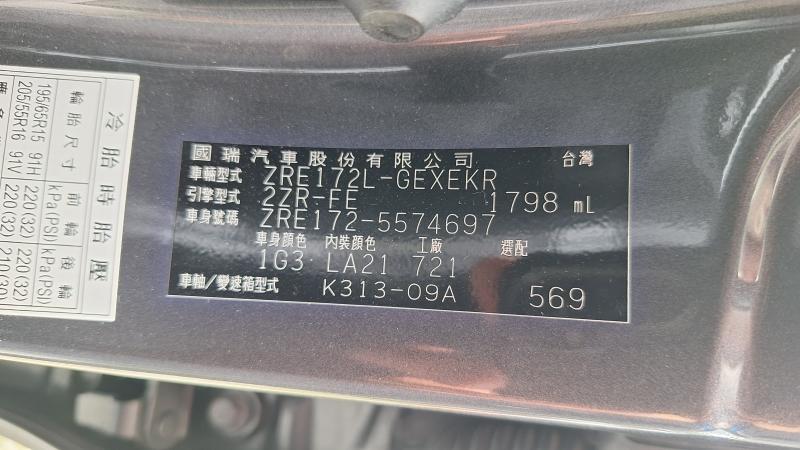 國瑞汽車股份有限公司 台灣
車輛型式 ZRE172L-GEXEKR
引擎型式 2ZR-FE 1798 mL
車身號碼 ZRE172-5574697
車身顏色 內裝顏色 工廠 選配
1G3 LA21 721
車軸/變速箱型式 K313-09A 569
冷胎時胎壓
輪胎尺寸 前輪 後輪
kPa(PSI) kPa(PSI)
195/65R15 91H 220(32) 220(32)
205/55R16 91V 220(32) 210(30)